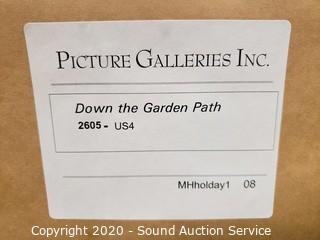 PICTURE GALLERIES INC.
Down the Garden Path
2605 - US4
MHholday1 08
Copyright 2020 - Sound Auction Service